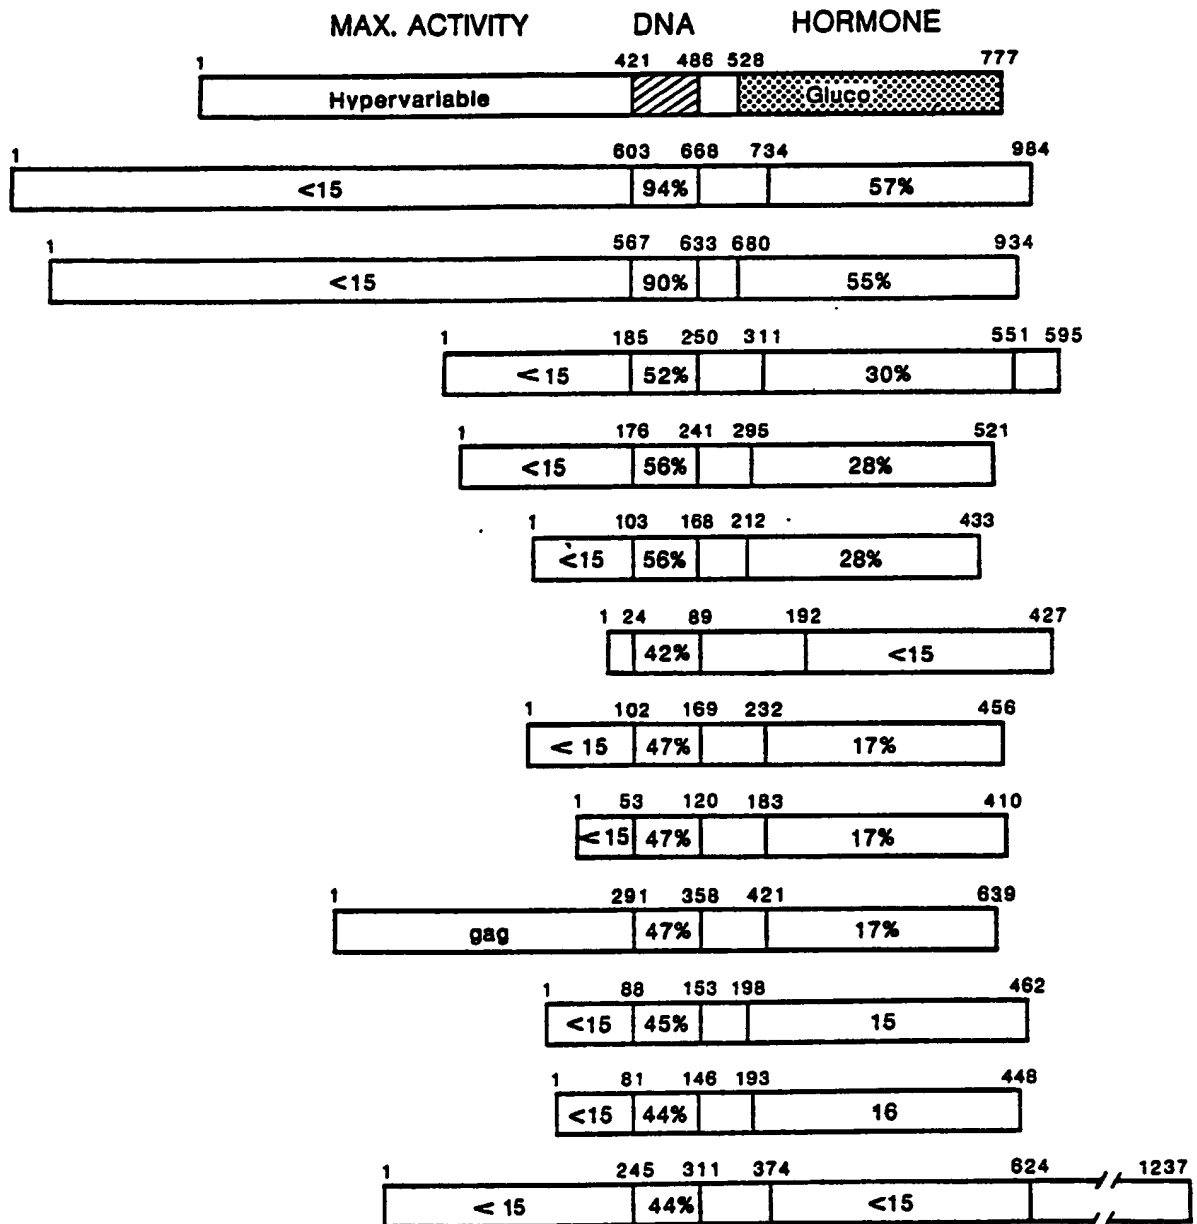 MAX. ACTIVITY DNA HORMONE
1 421 486 528 777
Hypervariable Gluco
1 603 668 734 984
<15 94% 57%
1 567 633 680 934
<15 90% 55%
1 185 250 311 551 595
<15 52% 30%
1 176 241 295 521
<15 56% 28%
1 103 168 212 433
<15 56% 28%
1 24 89 192 427
42% <15
1 102 169 232 456
<15 47% 17%
1 53 120 183 410
<15 47% 17%
1 291 358 421 639
gag 47% 17%
1 88 153 198 462
<15 45% 15
1 81 146 193 448
<15 44% 16
1 245 311 374 624 1237
<15 44% <15